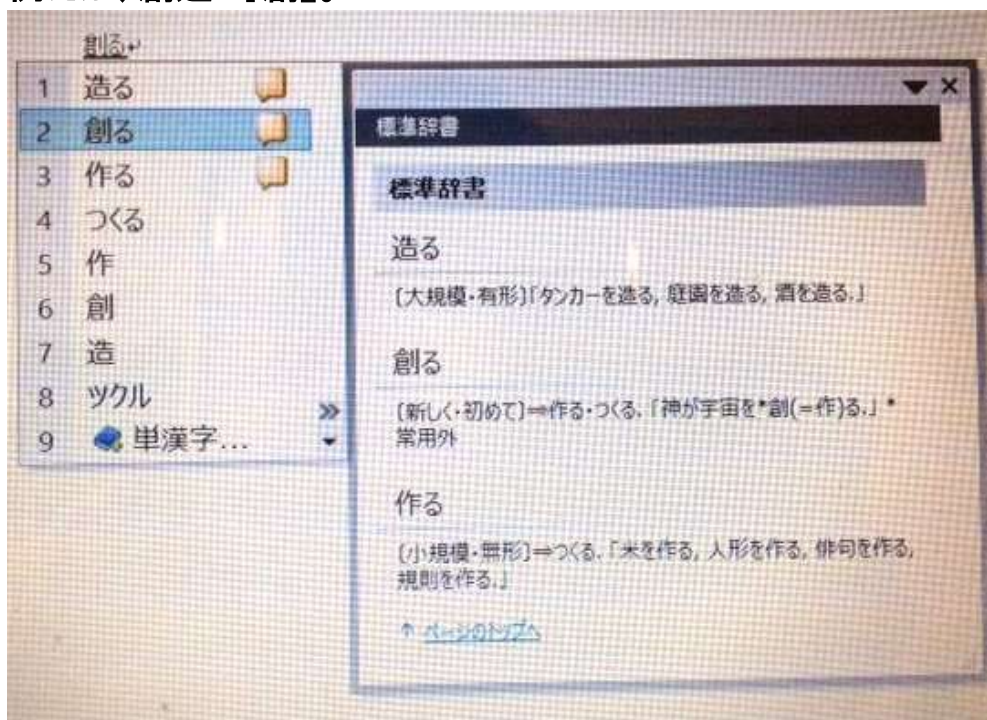 創る↵
1 造る
2 創る
3 作る
4 つくる
5 作
6 創
7 造
8 ツクル
9 単漢字...
標準辞書
標準辞書
造る
〔大規模・有形〕「タンカーを造る, 庭園を造る, 酒を造る.」
創る
〔新しく・初めて〕⇒作る・つくる. 「神が宇宙を*創(=作)る.」 *
常用外
作る
〔小規模・無形〕⇒つくる. 「米を作る, 人形を作る, 俳句を作る,
規則を作る.」
↑ ページのトップへ